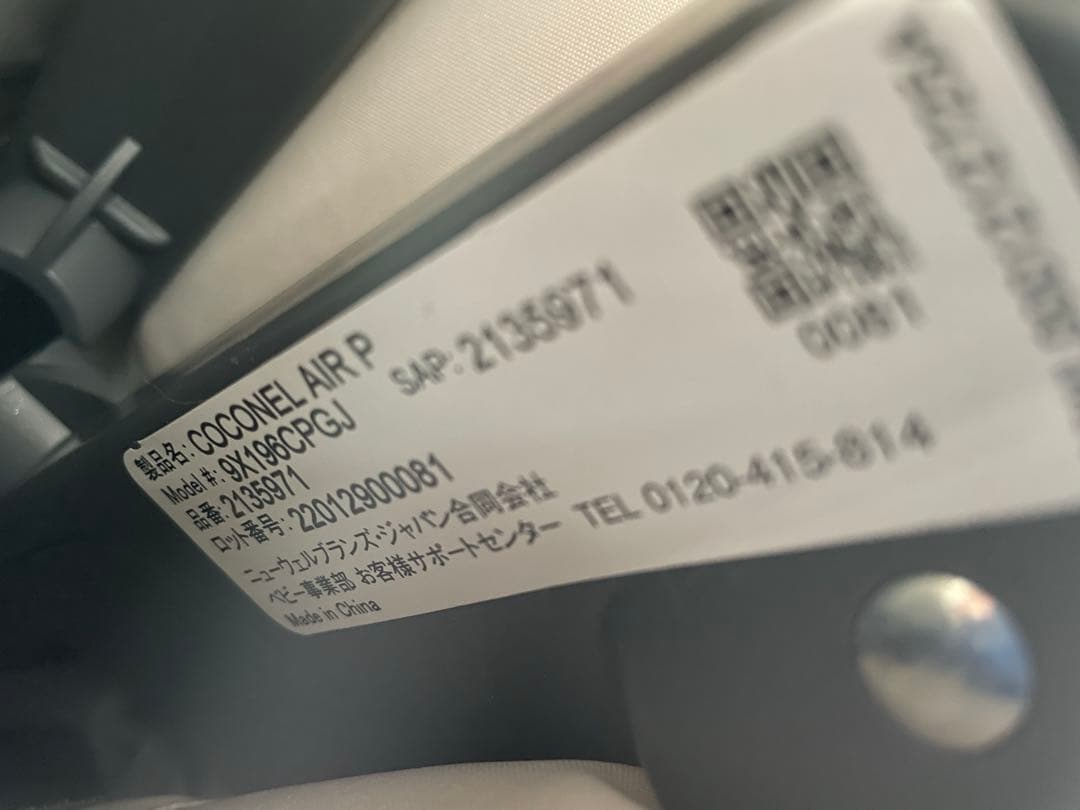 製品名: COCONEL AIR P
Model #: 9X196CPGJ
SAP: 2135971
品番: 2135971
ロット番号: 22012900081
ニューウェルブランズ・ジャパン合同会社
ベビー事業部 お客様サポートセンター TEL 0120-415-814
Made in China
0081